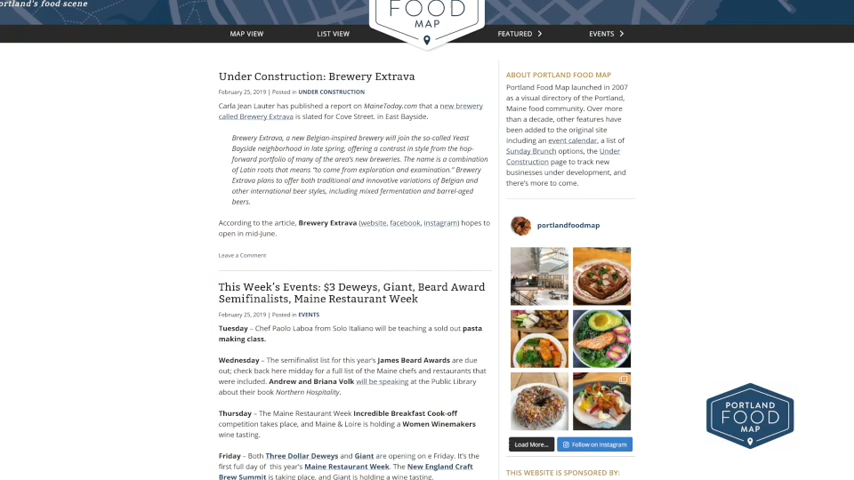 ortland's food scene
FOOD
MAP
MAP VIEW
LIST VIEW
FEATURED
EVENTS
Under Construction: Brewery Extrava
February 25, 2019 | Posted in UNDER CONSTRUCTION
Carla Jean Lauter has published a report on MaineToday.com that a new brewery
called Brewery Extrava is slated for Cove Street. in East Bayside.
Brewery Extrava, a new Belgian-inspired brewery will join the so-called Yeast
Bayside neighborhood in late spring, offering a contrast in style from the hop-
forward portfolio of many of the area's new breweries. The name is a combination
of Latin roots that means "to come from exploration and examination." Brewery
Extrava plans to offer both traditional and innovative variations of Belgian and
other international beer styles, including mixed fermentation and barrel-aged
beers.
According to the article, Brewery Extrava (website, facebook, instagram) hopes to
open in mid-June.
Leave a Comment
This Week's Events: $3 Deweys, Giant, Beard Award
Semifinalists, Maine Restaurant Week
February 25, 2019 | Posted in EVENTS
Tuesday – Chef Paolo Laboa from Solo Italiano will be teaching a sold out pasta
making class.
Wednesday – The semifinalist list for this year's James Beard Awards are due
out; check back here midday for a full list of the Maine chefs and restaurants that
were included. Andrew and Briana Volk will be speaking at the Public Library
about their book Northern Hospitality.
Thursday – The Maine Restaurant Week Incredible Breakfast Cook-off
competition takes place, and Maine & Loire is holding a Women Winemakers
wine tasting.
Friday – Both Three Dollar Deweys and Giant are opening on e Friday. It's the
first full day of this year's Maine Restaurant Week. The New England Craft
Brew Summit is taking place, and Giant is holding a wine tasting.
ABOUT PORTLAND FOOD MAP
Portland Food Map launched in 2007
as a visual directory of the Portland,
Maine food community. Over more
than a decade, other features have
been added to the original site
including an event calendar, a list of
Sunday Brunch options, the Under
Construction page to track new
businesses under development, and
there's more to come.
portlandfoodmap
Load More...
Follow on Instagram
THIS WEBSITE IS SPONSORED BY:
PORTLAND
FOOD
MAP